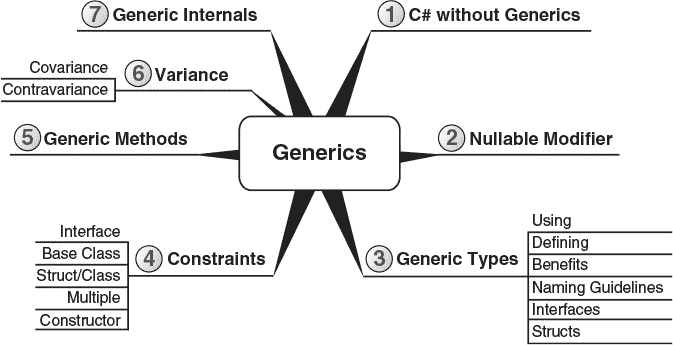 Generics
1 C# without Generics
2 Nullable Modifier
3 Generic Types
Using
Defining
Benefits
Naming Guidelines
Interfaces
Structs
4 Constraints
Interface
Base Class
Struct/Class
Multiple
Constructor
5 Generic Methods
6 Variance
Covariance
Contravariance
7 Generic Internals